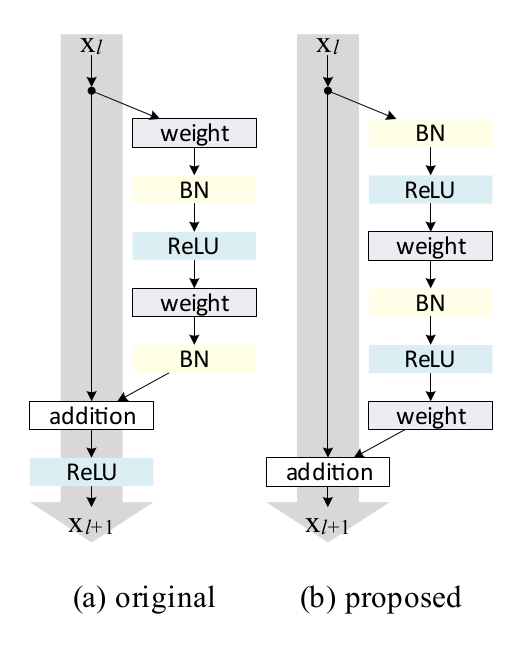 x_l
weight
BN
ReLU
weight
BN
addition
ReLU
x_{l+1}
(a) original
x_l
BN
ReLU
weight
BN
ReLU
weight
addition
x_{l+1}
(b) proposed